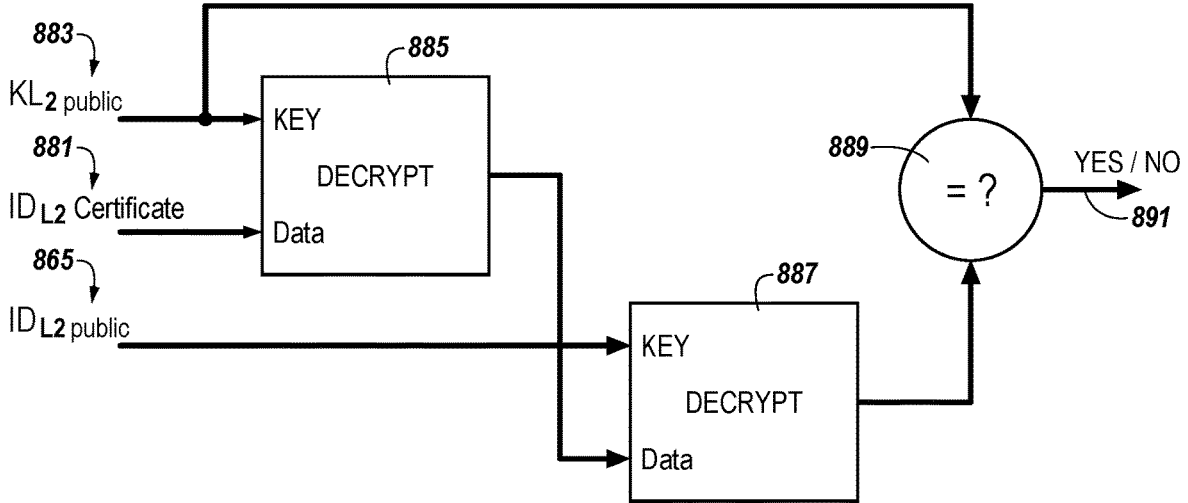 883
KL2 public
881
IDL2 Certificate
865
IDL2 public
885
KEY
DECRYPT
Data
887
KEY
DECRYPT
Data
889
= ?
YES / NO
891